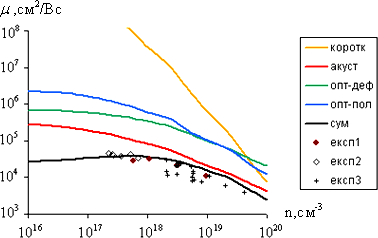 μ, см²/Вс
10⁸
10⁷
10⁶
10⁵
10⁴
10³
10¹⁶ 10¹⁷ 10¹⁸ 10¹⁹ 10²⁰
n, см⁻³
коротк
акуст
опт-деф
опт-пол
сум
експ1
експ2
експ3